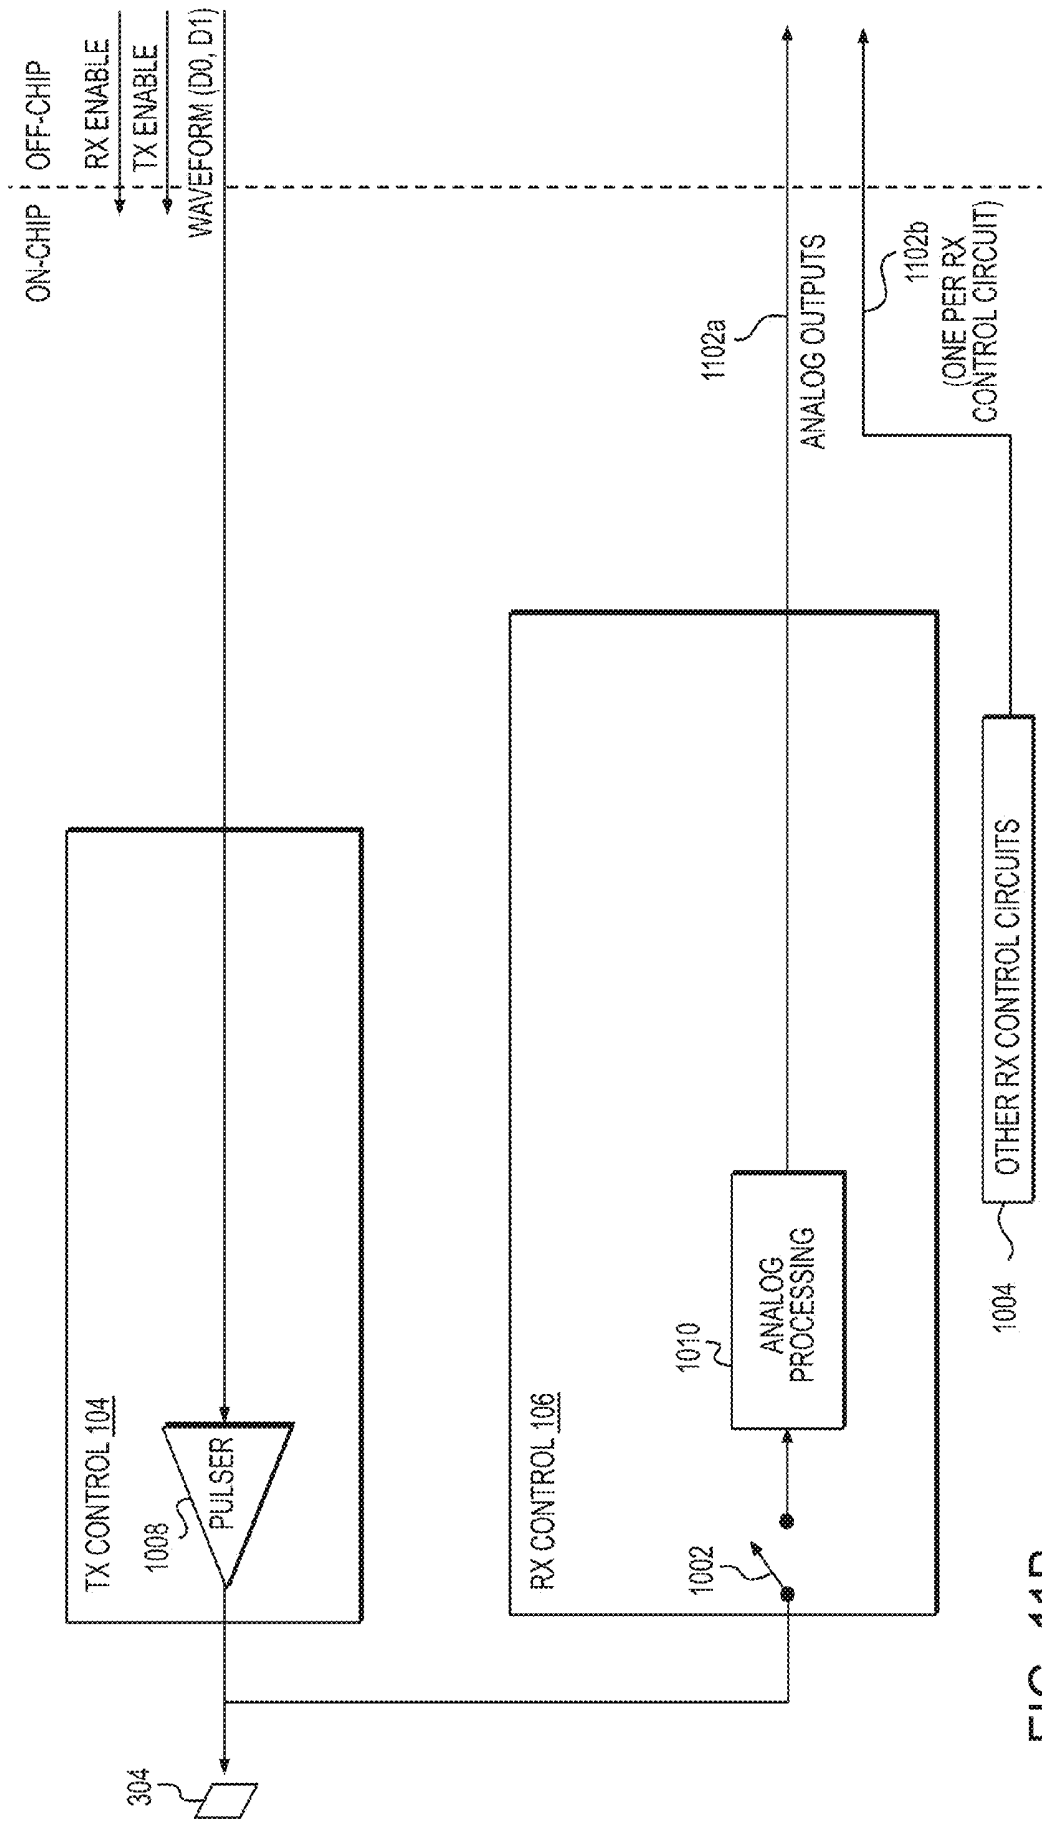 ON-CHIP
OFF-CHIP
RX ENABLE
TX ENABLE
WAVEFORM (D0, D1)
TX CONTROL 104
1008
PULSER
304
RX CONTROL 106
1002
1010
ANALOG
PROCESSING
1102a
ANALOG OUTPUTS
1102b
(ONE PER RX
CONTROL CIRCUIT)
OTHER RX CONTROL CIRCUITS
1004